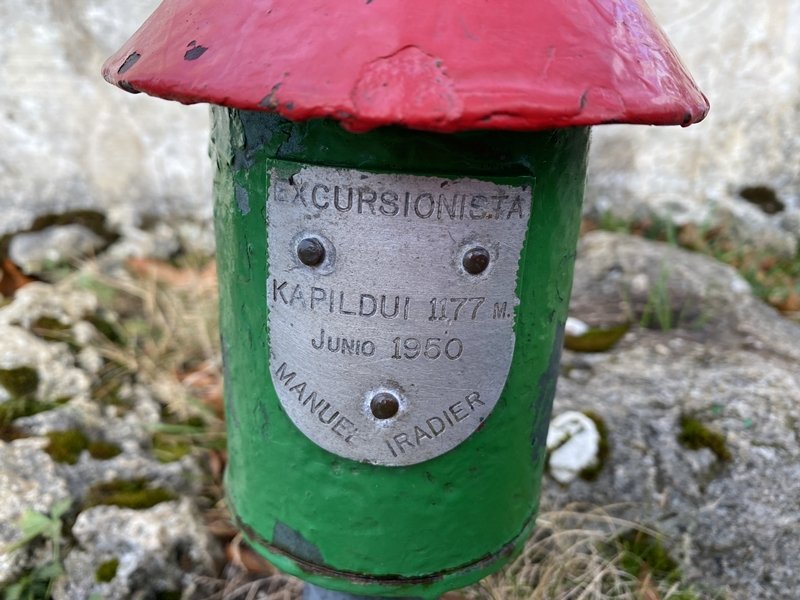 EXCURSIONISTA
KAPILDUI 1177 M.
JUNIO 1950
MANUEL IRADIER